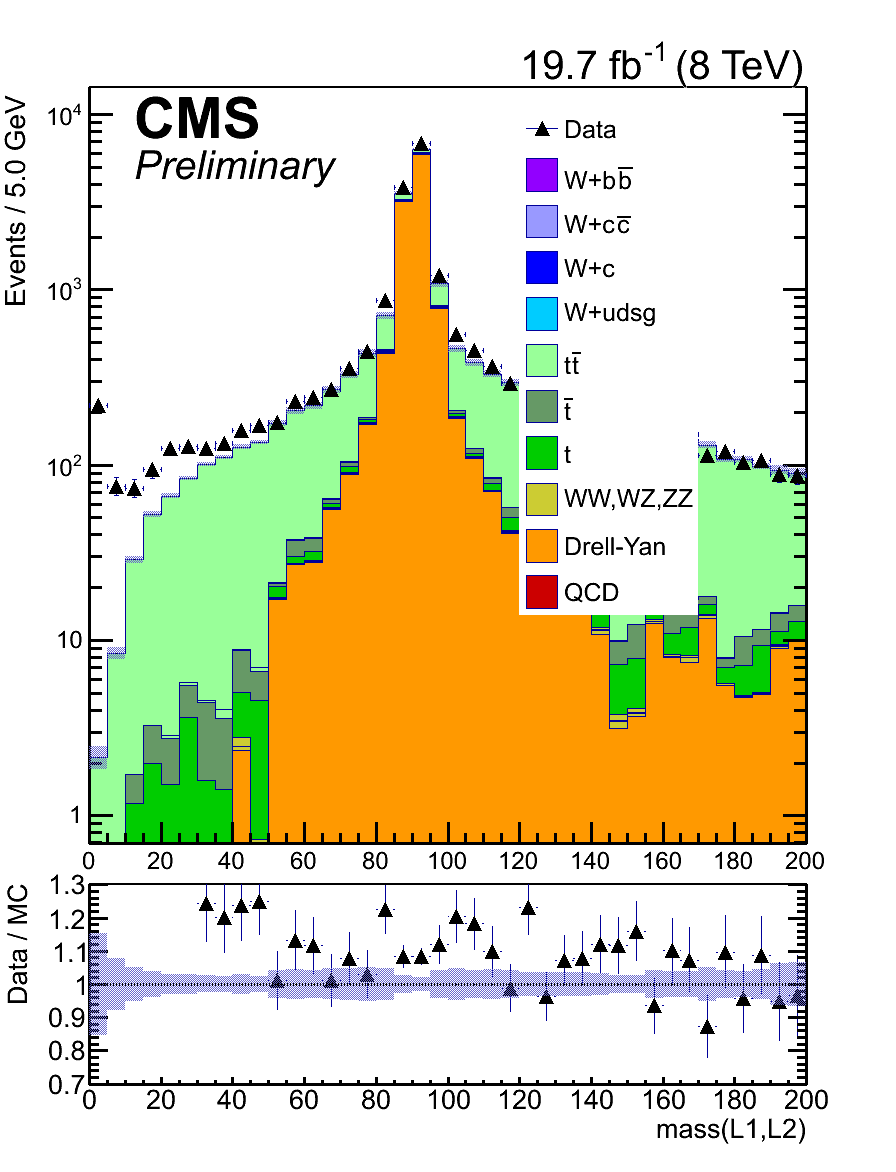 19.7 fb⁻¹ (8 TeV)
Events / 5.0 GeV
CMS
Preliminary
Data
W+bb̅
W+cc̅
W+c
W+udsg
tt̅
t̅
t
WW,WZ,ZZ
Drell-Yan
QCD
10⁴
10³
10²
10
1
0 20 40 60 80 100 120 140 160 180 200
Data / MC
1.3
1.2
1.1
1
0.9
0.8
0.7
0 20 40 60 80 100 120 140 160 180 200
mass(L1,L2)